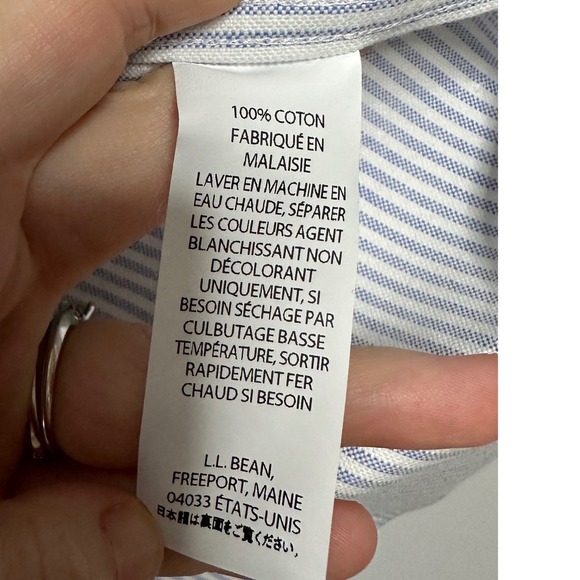 100% COTON
FABRIQUÉ EN
MALAISIE
LAVER EN MACHINE EN
EAU CHAUDE, SÉPARER
LES COULEURS AGENT
BLANCHISSANT NON
DÉCOLORANT
UNIQUEMENT, SI
BESOIN SÉCHAGE PAR
CULBUTAGE BASSE
TEMPÉRATURE, SORTIR
RAPIDEMENT FER
CHAUD SI BESOIN
L.L. BEAN,
FREEPORT, MAINE
04033 ÉTATS-UNIS
日本語は裏面をご覧ください。